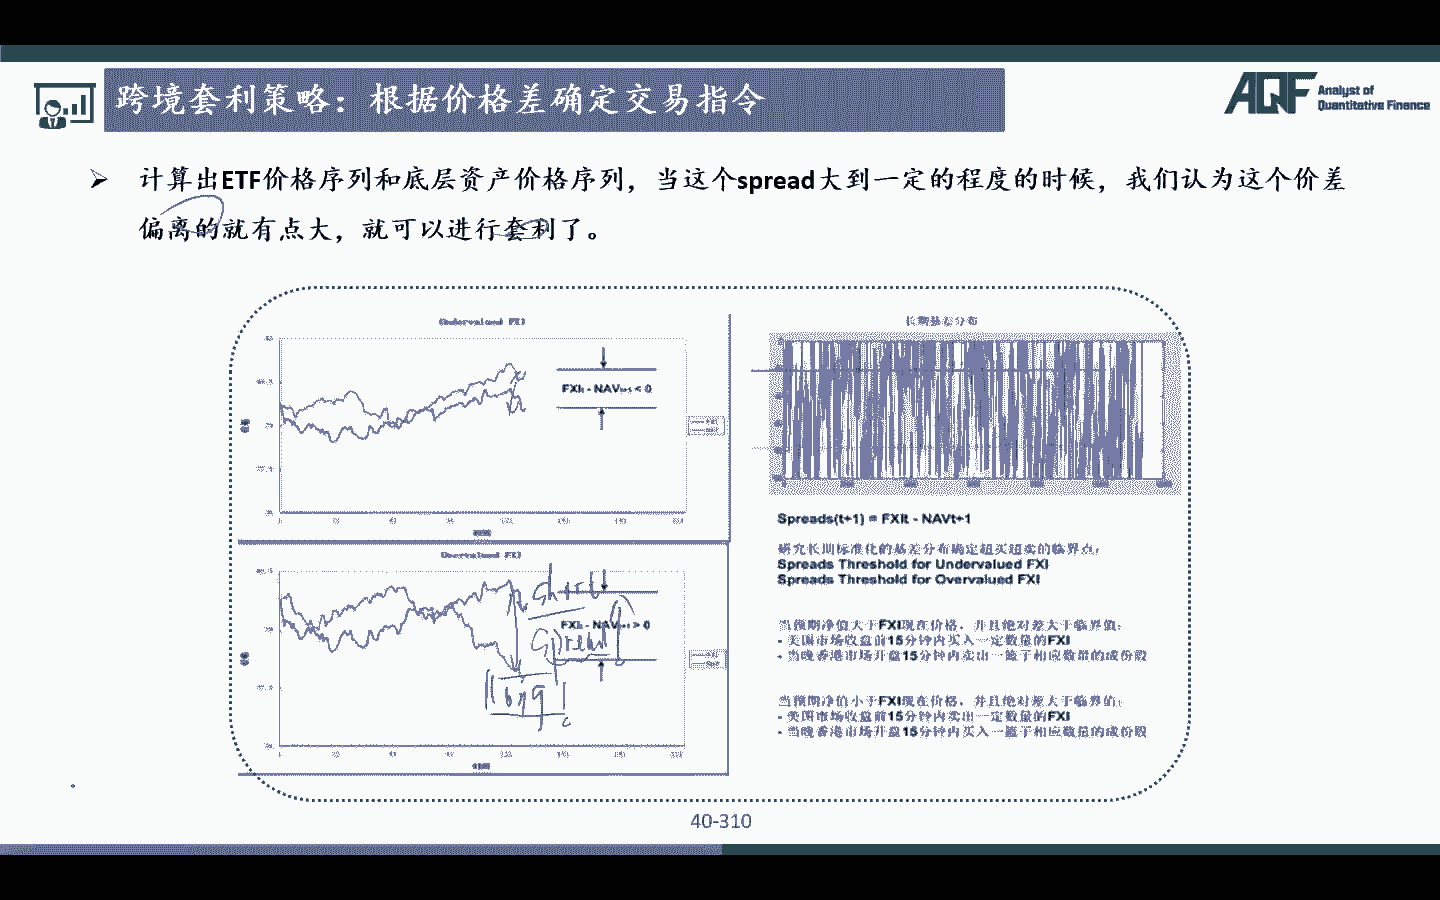 跨境套利策略：根据价格差确定交易指令
AQF Analyst of
Quantitative Finance
计算出ETF价格序列和底层资产价格序列，当这个spread大到一定的程度的时候，我们认为这个价差
偏离的就有点大，就可以进行套利了。
Undervalued FXI
FXIt - NAVt+1 < 0
Overvalued FXI
short
FXIt - NAVt+1 > 0
spread
long
长期基差分布
Spreads(t+1) = FXIt - NAVt+1
研究长期标准化的基差分布确定超买超卖的临界点：
Spreads Threshold for Undervalued FXI
Spreads Threshold for Overvalued FXI
当预期净值大于FXI现在价格，并且绝对差大于临界值：
- 美国市场收盘前15分钟内买入一定数量的FXI
- 当晚香港市场开盘15分钟内卖出一篮子相应数量的成份股
当预期净值小于FXI现在价格，并且绝对差大于临界值：
- 美国市场收盘前15分钟内卖出一定数量的FXI
- 当晚香港市场开盘15分钟内买入一篮子相应数量的成份股
40-310